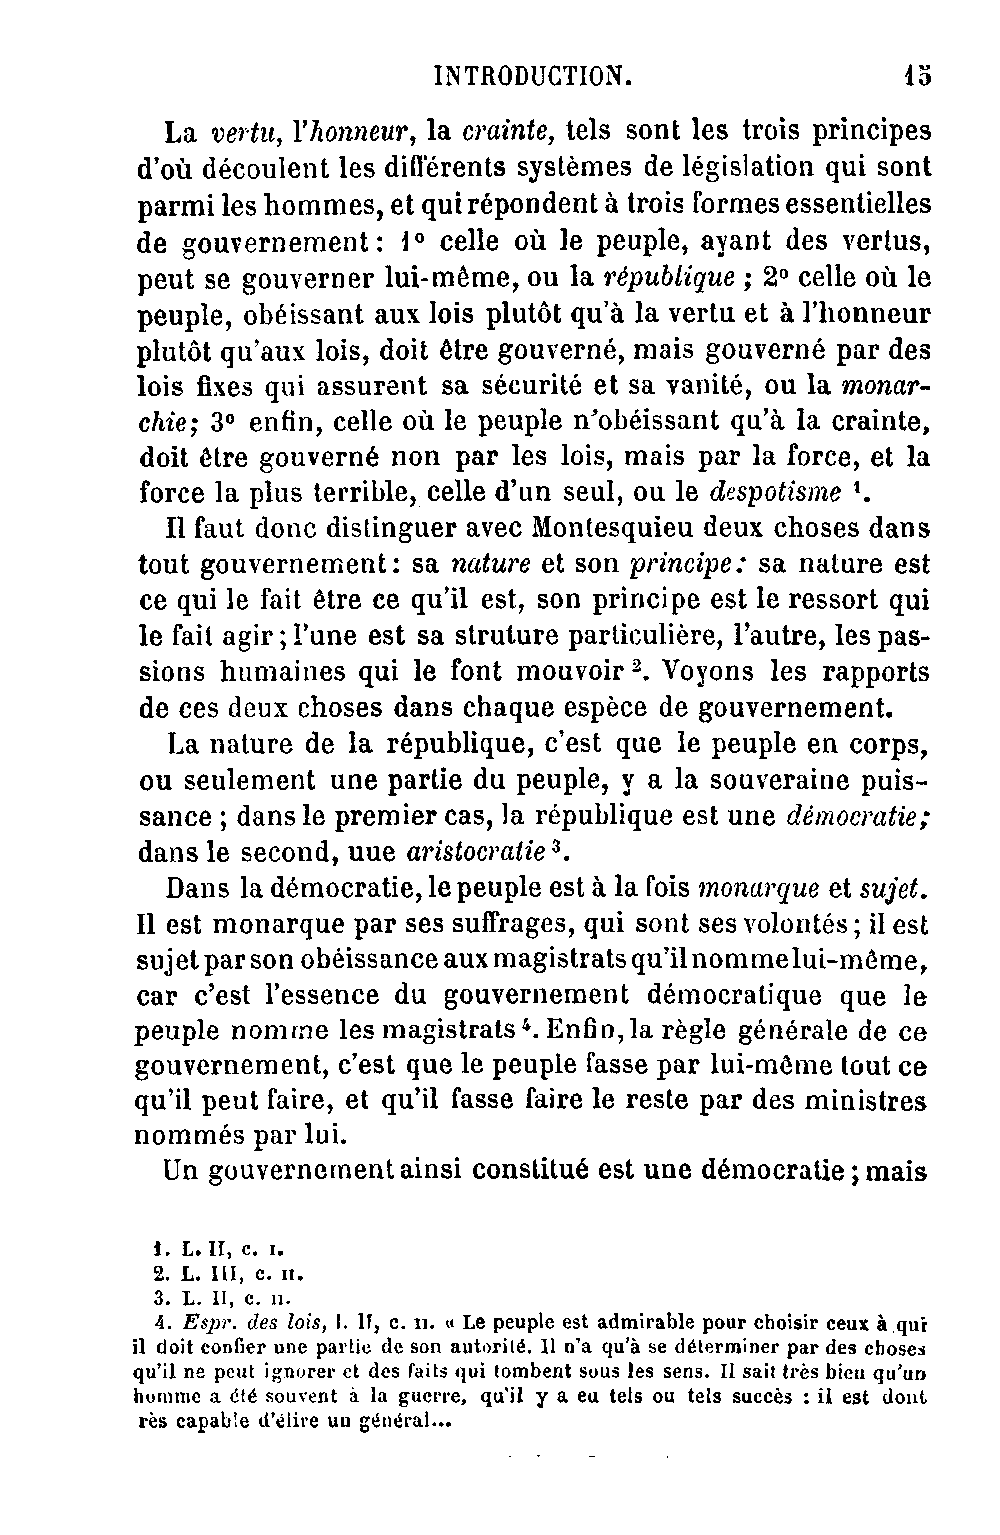 INTRODUCTION. 15
La vertu, l'honneur, la crainte, tels sont les trois principes
d'où découlent les différents systèmes de législation qui sont
parmi les hommes, et qui répondent à trois formes essentielles
de gouvernement : 1º celle où le peuple, ayant des vertus,
peut se gouverner lui-même, ou la république ; 2º celle où le
peuple, obéissant aux lois plutôt qu'à la vertu et à l'honneur
plutôt qu'aux lois, doit être gouverné, mais gouverné par des
lois fixes qui assurent sa sécurité et sa vanité, ou la monar-
chie; 3º enfin, celle où le peuple n'obéissant qu'à la crainte,
doit être gouverné non par les lois, mais par la force, et la
force la plus terrible, celle d'un seul, ou le despotisme ¹.
Il faut donc distinguer avec Montesquieu deux choses dans
tout gouvernement : sa nature et son principe : sa nature est
ce qui le fait être ce qu'il est, son principe est le ressort qui
le fait agir ; l'une est sa struture particulière, l'autre, les pas-
sions humaines qui le font mouvoir ². Voyons les rapports
de ces deux choses dans chaque espèce de gouvernement.
La nature de la république, c'est que le peuple en corps,
ou seulement une partie du peuple, y a la souveraine puis-
sance ; dans le premier cas, la république est une démocratie;
dans le second, uue aristocratie ³.
Dans la démocratie, le peuple est à la fois monarque et sujet.
Il est monarque par ses suffrages, qui sont ses volontés ; il est
sujet par son obéissance aux magistrats qu'il nomme lui-même,
car c'est l'essence du gouvernement démocratique que le
peuple nomme les magistrats ⁴. Enfin, la règle générale de ce
gouvernement, c'est que le peuple fasse par lui-même tout ce
qu'il peut faire, et qu'il fasse faire le reste par des ministres
nommés par lui.
Un gouvernement ainsi constitué est une démocratie ; mais
1. L. II, c. I.
2. L. III, c. II.
3. L. II, c. II.
4. Espr. des lois, l. II, c. II. « Le peuple est admirable pour choisir ceux à qui
il doit confier une partie de son autorité. Il n'a qu'à se déterminer par des choses
qu'il ne peut ignorer et des faits qui tombent sous les sens. Il sait très bien qu'un
homme a été souvent à la guerre, qu'il y a eu tels ou tels succès : il est dont
rès capable d'élire un général...